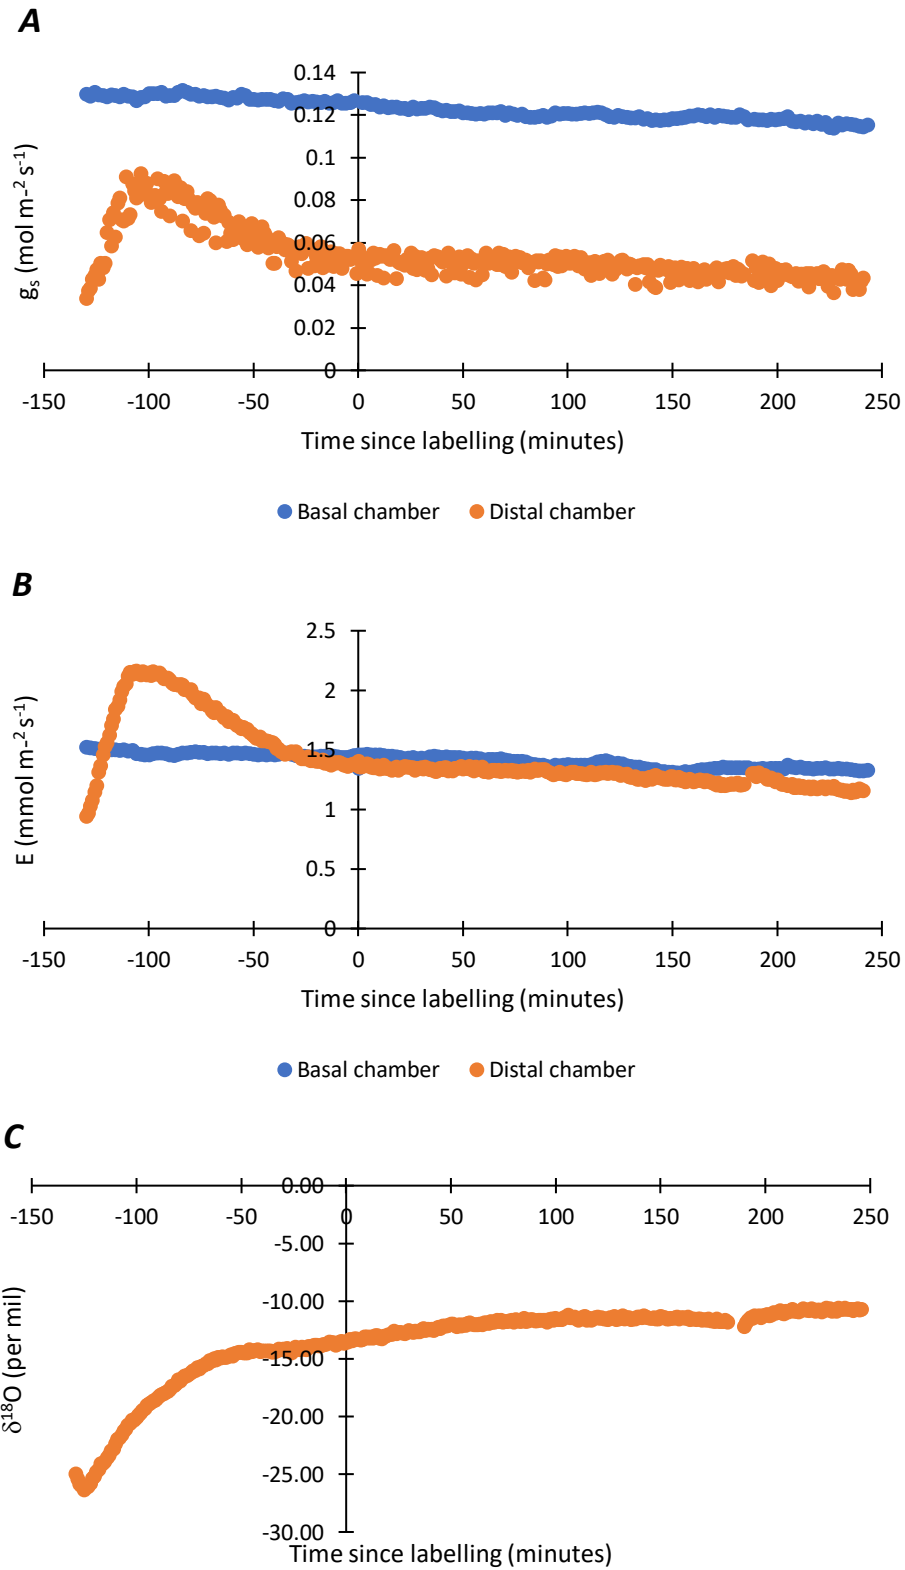 A
0.14
0.12
0.1
0.08
0.06
0.04
0.02
0
gs (mol m-2 s-1)
-150 -100 -50 0 50 100 150 200 250
Time since labelling (minutes)
Basal chamber Distal chamber
B
2.5
2
1.5
1
0.5
0
E (mmol m-2 s-1)
-150 -100 -50 0 50 100 150 200 250
Time since labelling (minutes)
Basal chamber Distal chamber
C
0.00
-150 -100 -50 0 50 100 150 200 250
-5.00
-10.00
-15.00
-20.00
-25.00
-30.00
δ18O (per mil)
Time since labelling (minutes)